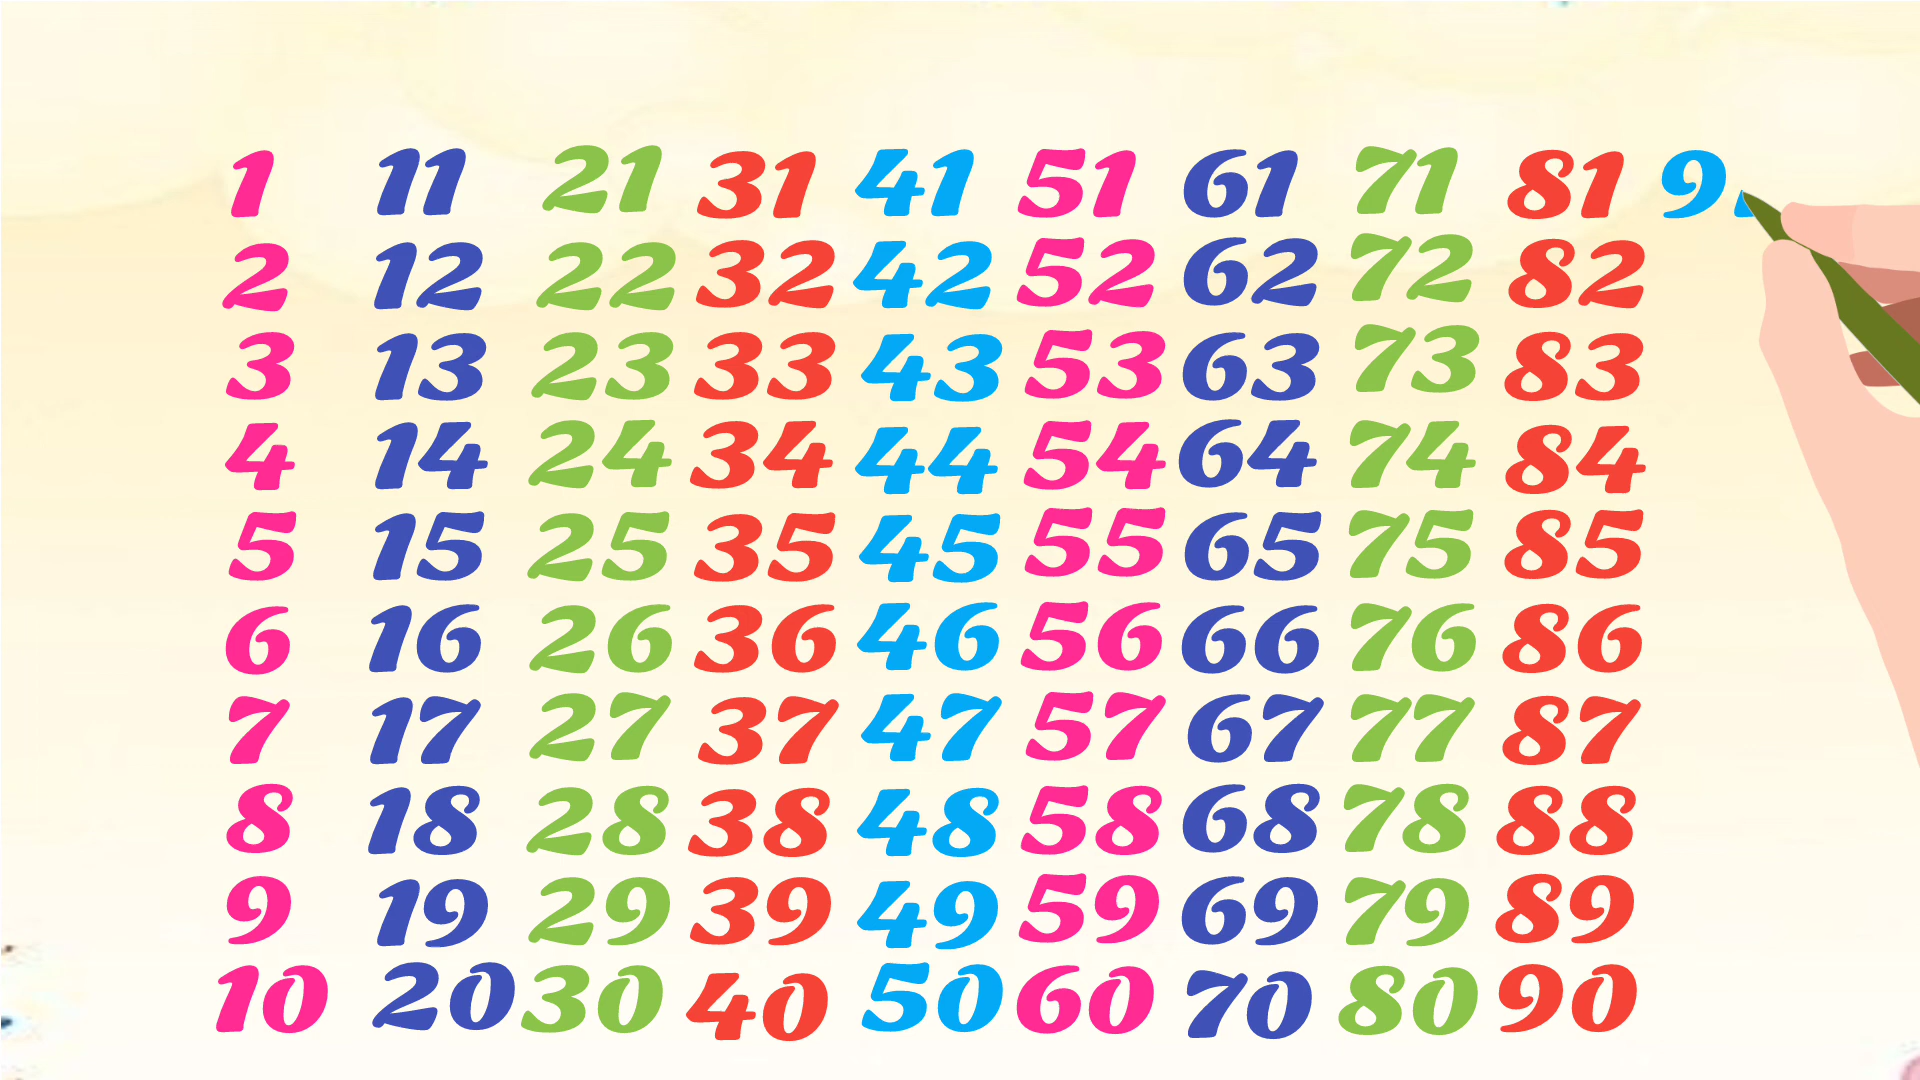 1 11 21 31 41 51 61 71 81 9
2 12 22 32 42 52 62 72 82
3 13 23 33 43 53 63 73 83
4 14 24 34 44 54 64 74 84
5 15 25 35 45 55 65 75 85
6 16 26 36 46 56 66 76 86
7 17 27 37 47 57 67 77 87
8 18 28 38 48 58 68 78 88
9 19 29 39 49 59 69 79 89
10 20 30 40 50 60 70 80 90